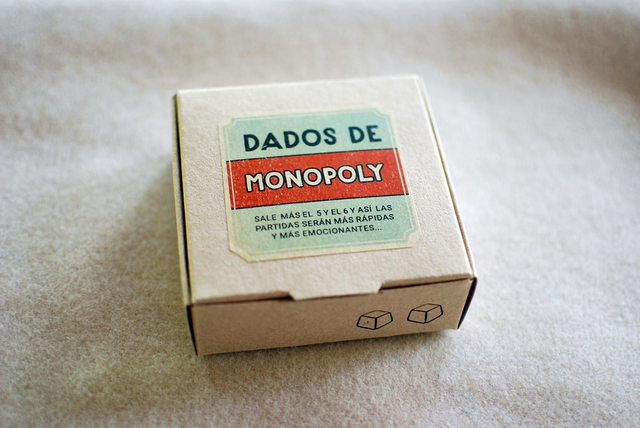 DADOS DE
MONOPOLY
SALE MÁS EL 5 Y EL 6 Y ASÍ LAS
PARTIDAS SERÁN MÁS RÁPIDAS
Y MÁS EMOCIONANTES...